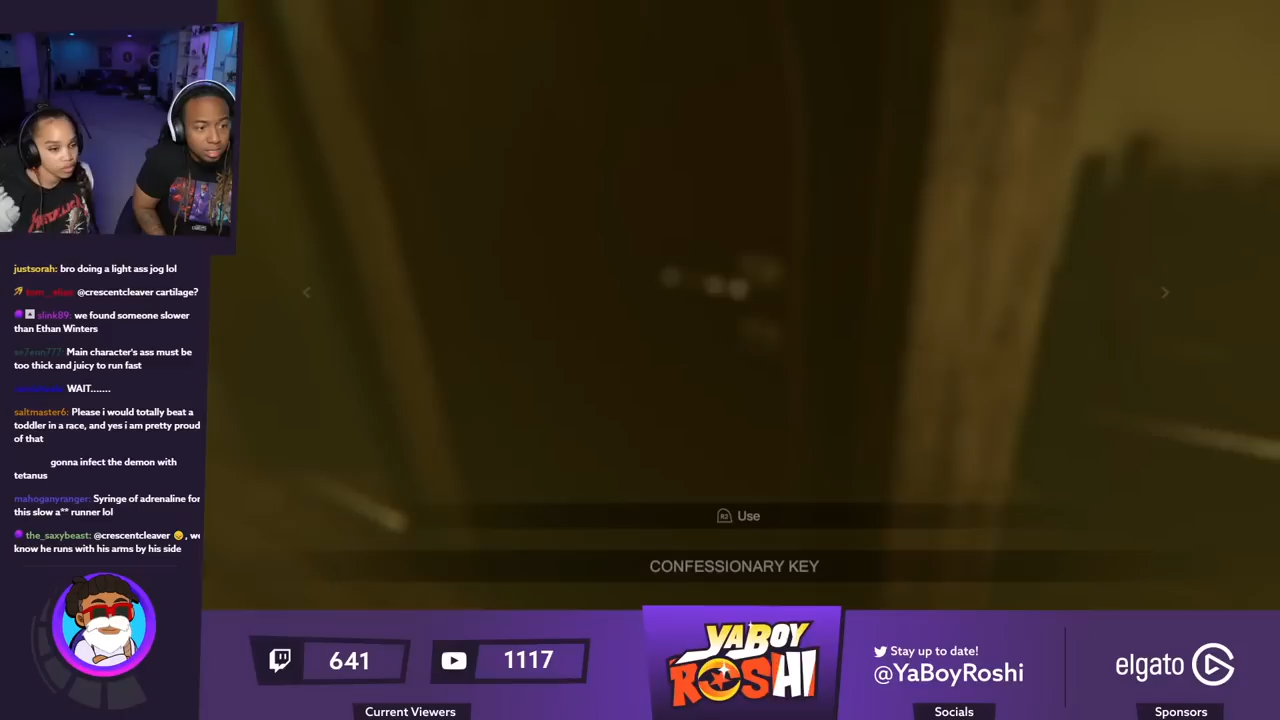 justsorah: bro doing a light ass jog lol
@crescentcleaver cartilage?
slink89: we found someone slower
than Ethan Winters
se7enn777: Main character's ass must be
too thick and juicy to run fast
WAIT.......
saltmaster6: Please i would totally beat a
toddler in a race, and yes i am pretty proud
of that
gonna infect the demon with
tetanus
mahoganyranger: Syringe of adrenaline for
this slow a** runner lol
the_saxybeast: @crescentcleaver , we
know he runs with his arms by his side
R2 Use
CONFESSIONARY KEY
641
1117
Current Viewers
YABOY
ROSHI
Stay up to date!
@YaBoyRoshi
Socials
elgato
Sponsors